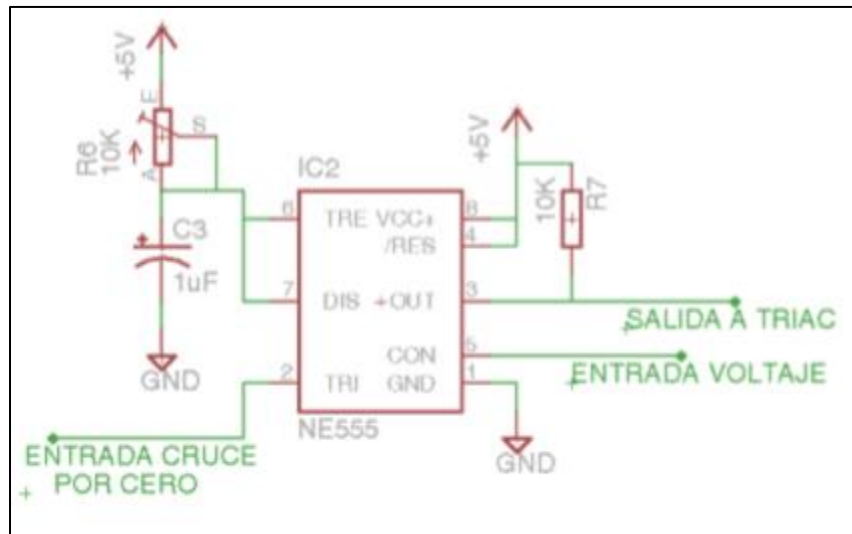 +5V
E
S
A
R6
10K
C3
1uF
GND
IC2
6
7
2
TRE VCC+
/RES
DIS +OUT
CON
TRI GND
8
4
3
5
1
NE555
+5V
10K
R7
SALIDA A TRIAC
ENTRADA VOLTAJE
GND
ENTRADA CRUCE
POR CERO